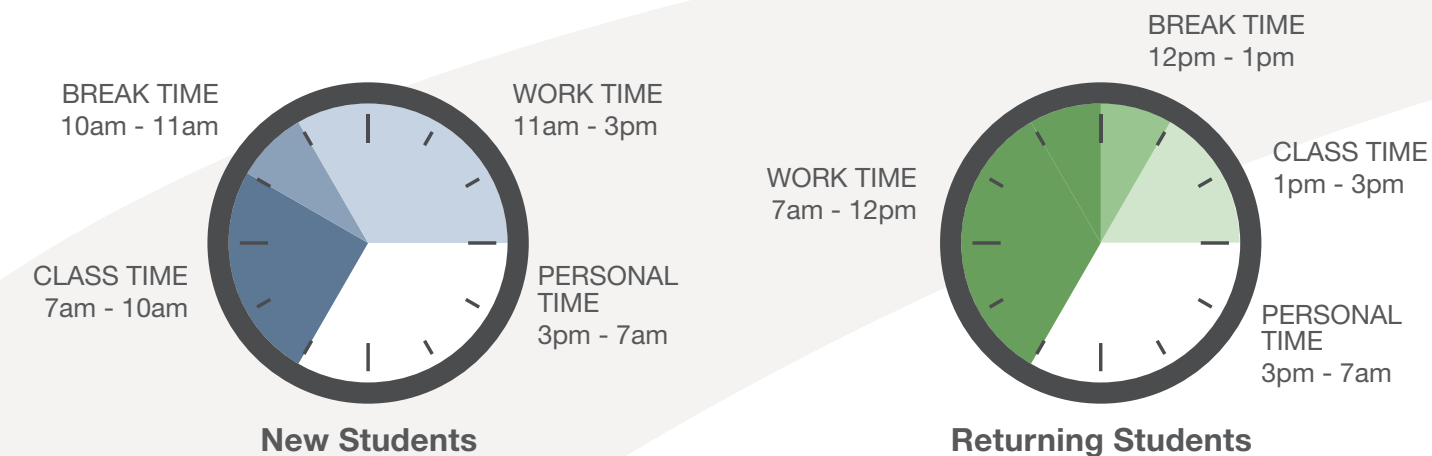 BREAK TIME
10am - 11am
WORK TIME
11am - 3pm
CLASS TIME
7am - 10am
PERSONAL
TIME
3pm - 7am
New Students
BREAK TIME
12pm - 1pm
WORK TIME
7am - 12pm
CLASS TIME
1pm - 3pm
PERSONAL
TIME
3pm - 7am
Returning Students